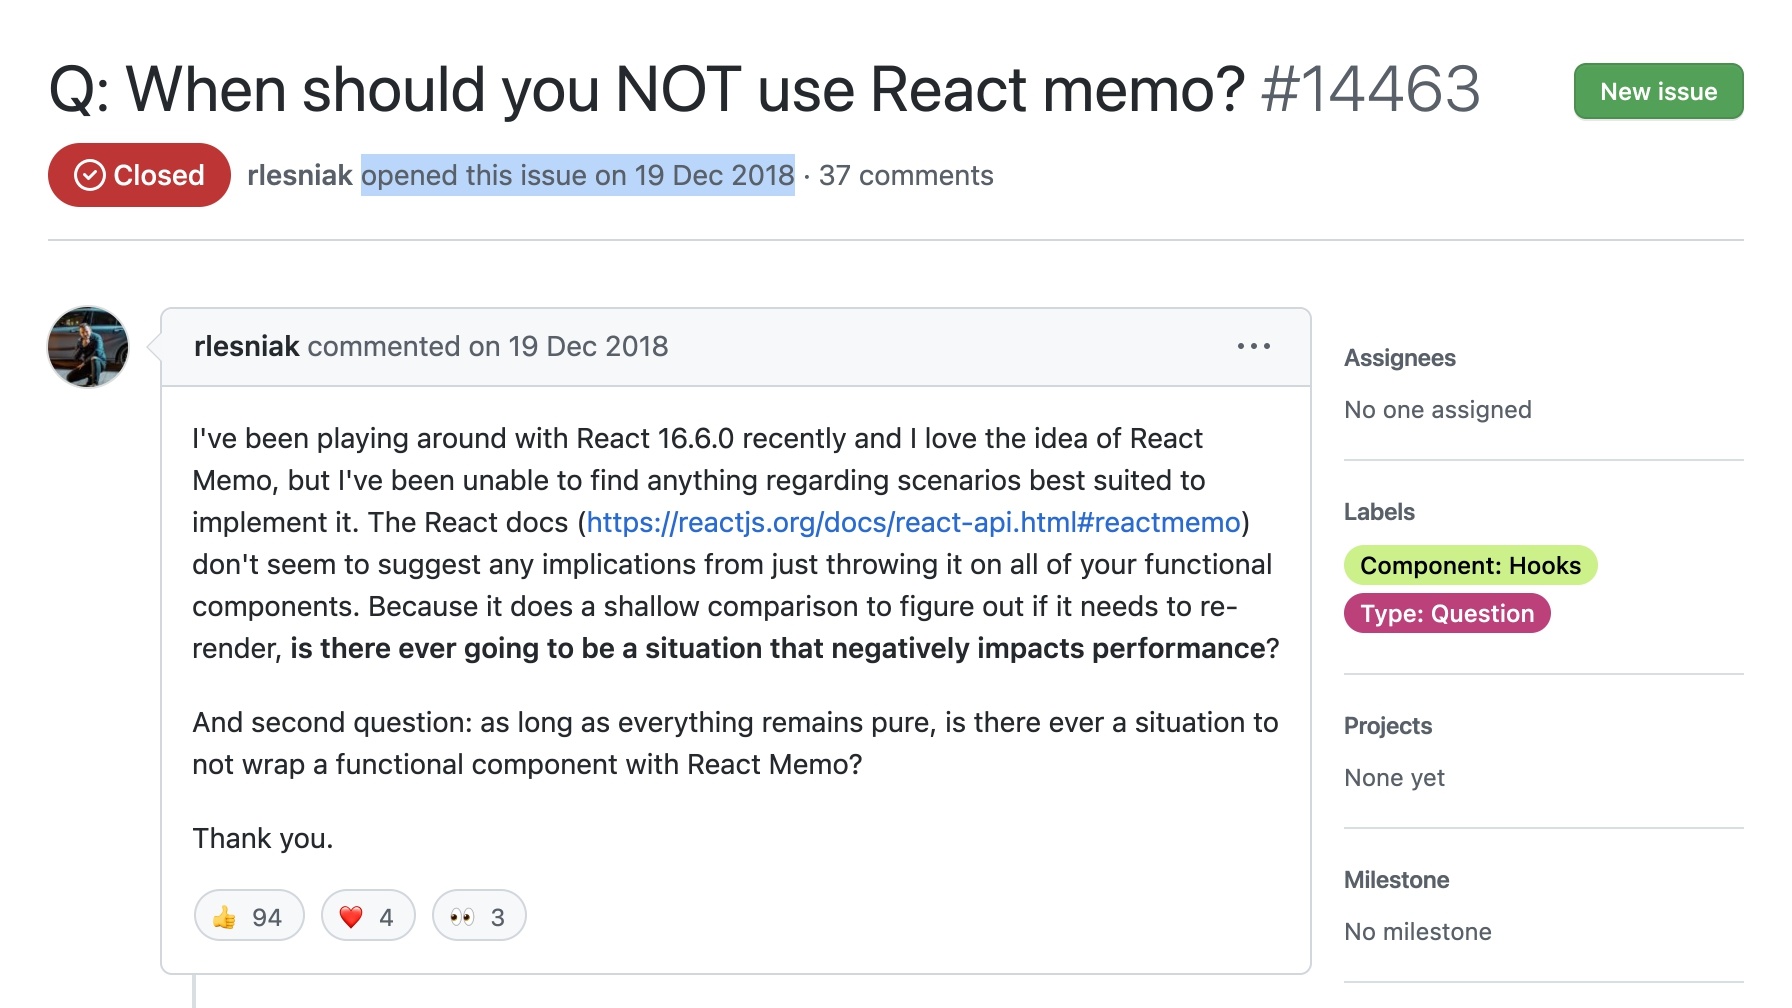 Q: When should you NOT use React memo? #14463
New issue
Closed
rlesniak opened this issue on 19 Dec 2018 · 37 comments
rlesniak commented on 19 Dec 2018
I've been playing around with React 16.6.0 recently and I love the idea of React
Memo, but I've been unable to find anything regarding scenarios best suited to
implement it. The React docs (https://reactjs.org/docs/react-api.html#reactmemo)
don't seem to suggest any implications from just throwing it on all of your functional
components. Because it does a shallow comparison to figure out if it needs to re-
render, is there ever going to be a situation that negatively impacts performance?
And second question: as long as everything remains pure, is there ever a situation to
not wrap a functional component with React Memo?
Thank you.
👍 94 ❤️ 4 👀 3
Assignees
No one assigned
Labels
Component: Hooks
Type: Question
Projects
None yet
Milestone
No milestone